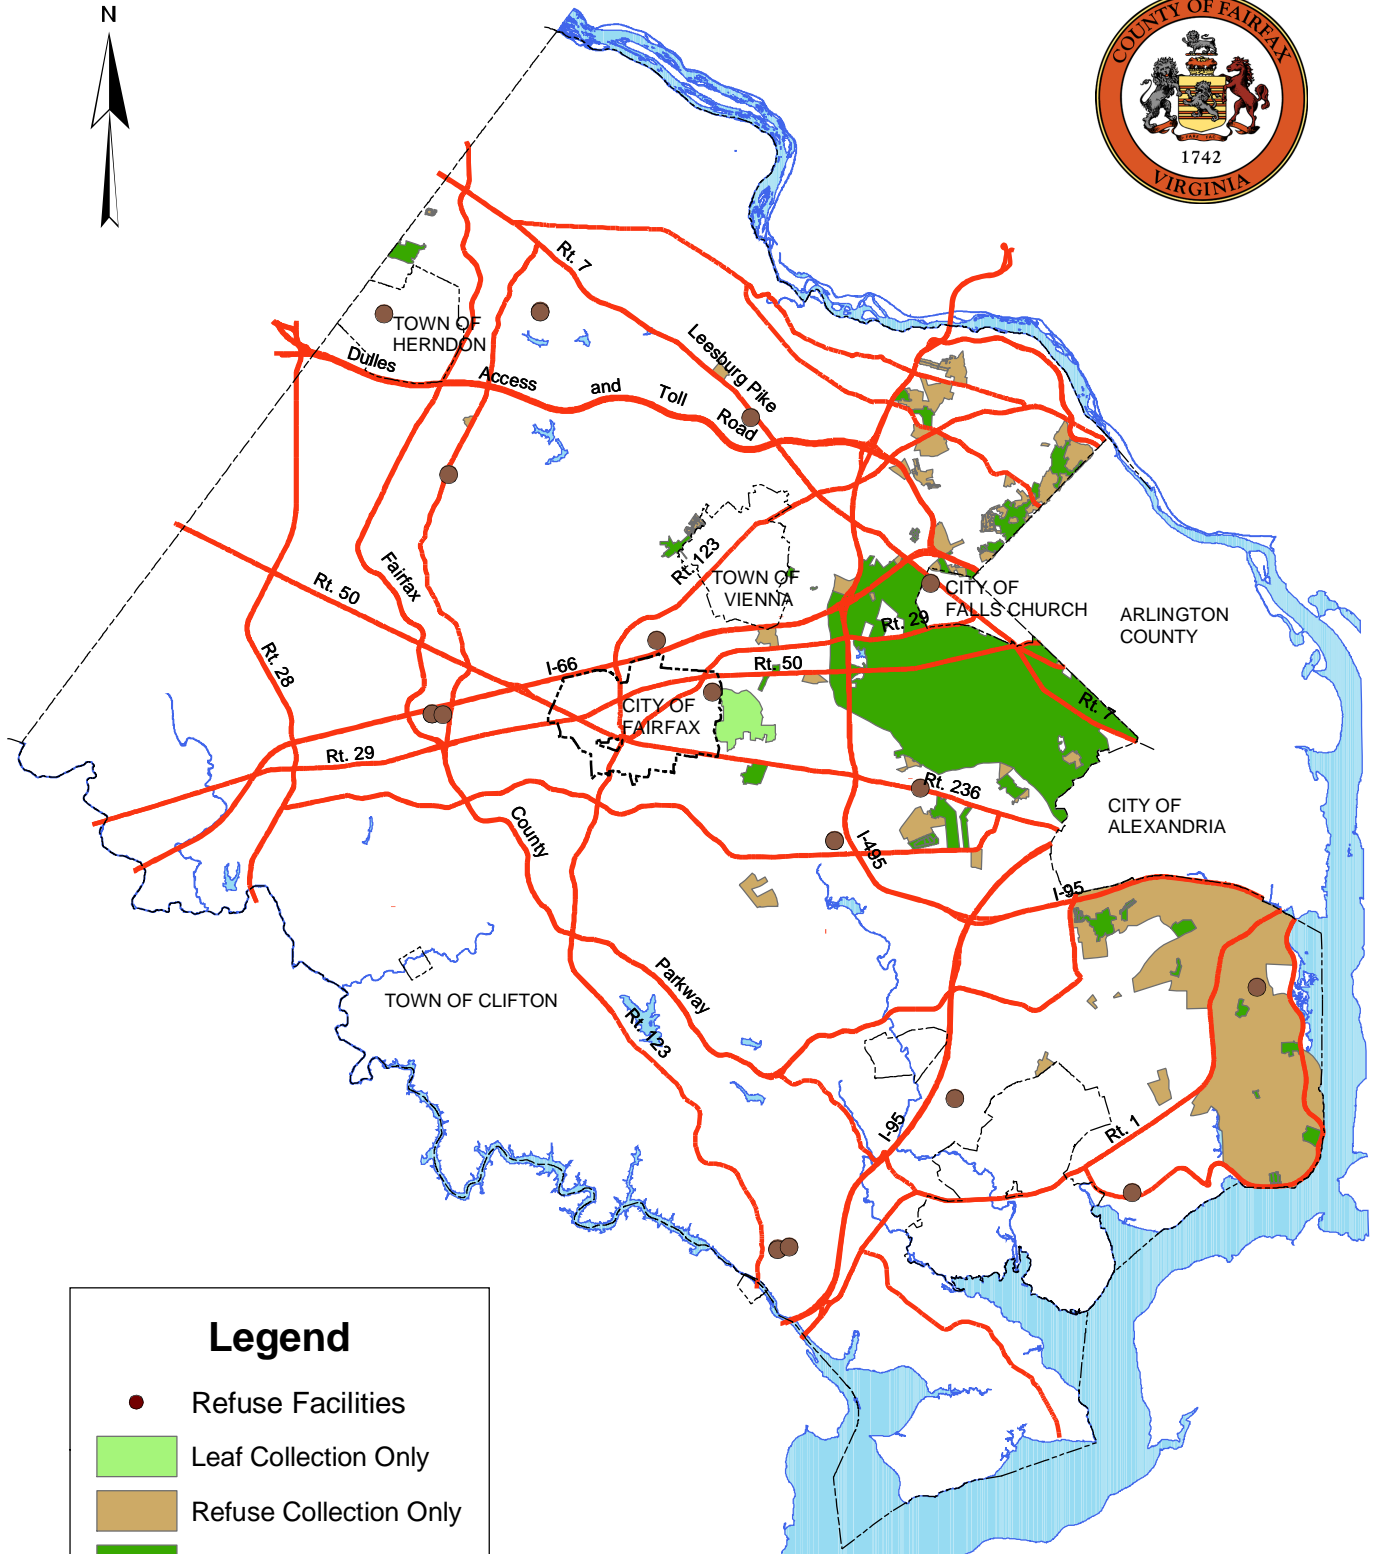 N
COUNTY OF FAIRFAX
1742
VIRGINIA
Rt. 7
TOWN OF
HERNDON
Dulles
Access
and
Toll
Road
Leesburg Pike
Rt. 123
TOWN OF
VIENNA
CITY OF
FALLS CHURCH
ARLINGTON
COUNTY
Rt. 50
Fairfax
Rt. 29
Rt. 28
I-66
Rt. 50
CITY OF
FAIRFAX
Rt. 7
Rt. 29
Rt. 236
CITY OF
ALEXANDRIA
County
I-495
I-95
Parkway
TOWN OF CLIFTON
Rt. 123
I-95
Rt. 1
Legend
Refuse Facilities
Leaf Collection Only
Refuse Collection Only